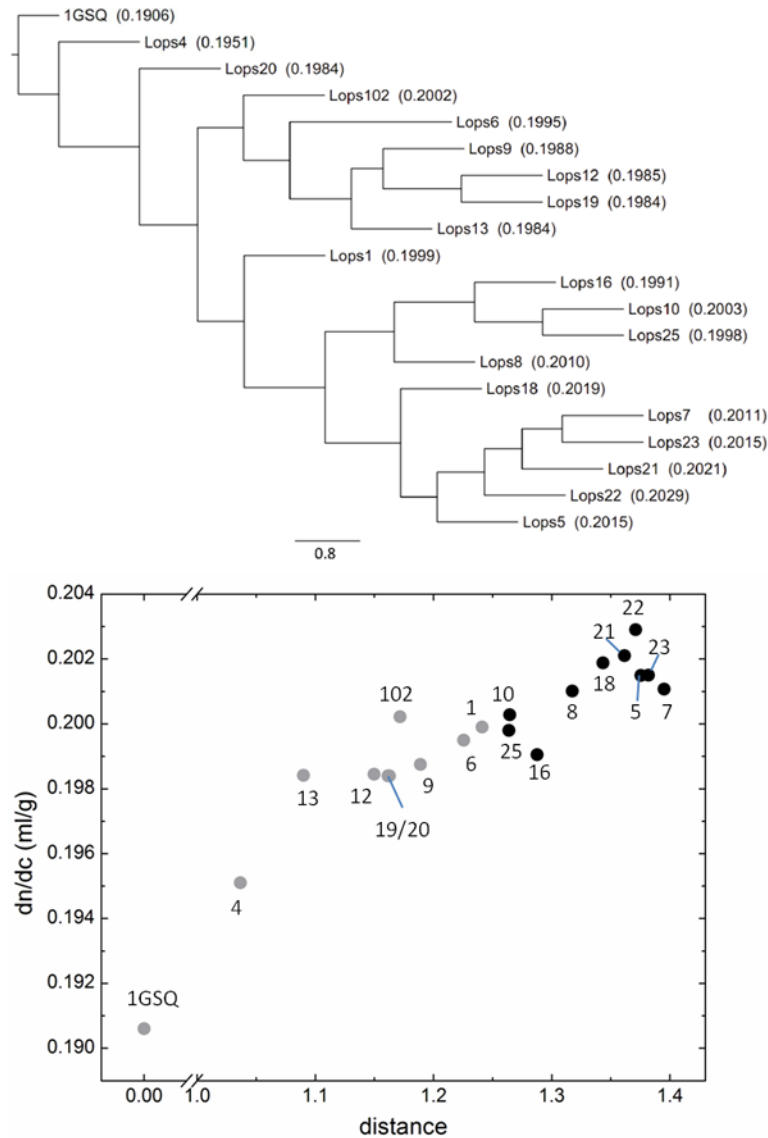 1GSQ (0.1906)
Lops4 (0.1951)
Lops20 (0.1984)
Lops102 (0.2002)
Lops6 (0.1995)
Lops9 (0.1988)
Lops12 (0.1985)
Lops19 (0.1984)
Lops13 (0.1984)
Lops1 (0.1999)
Lops16 (0.1991)
Lops10 (0.2003)
Lops25 (0.1998)
Lops8 (0.2010)
Lops18 (0.2019)
Lops7 (0.2011)
Lops23 (0.2015)
Lops21 (0.2021)
Lops22 (0.2029)
Lops5 (0.2015)
0.8
0.204
0.202
0.200
0.198
0.196
0.194
0.192
0.190
dn/dc (ml/g)
1GSQ
4
13
12
19/20
102
9
6
1
10
25
16
8
18
21
22
5
23
7
0.00
1.0
1.1
1.2
1.3
1.4
distance